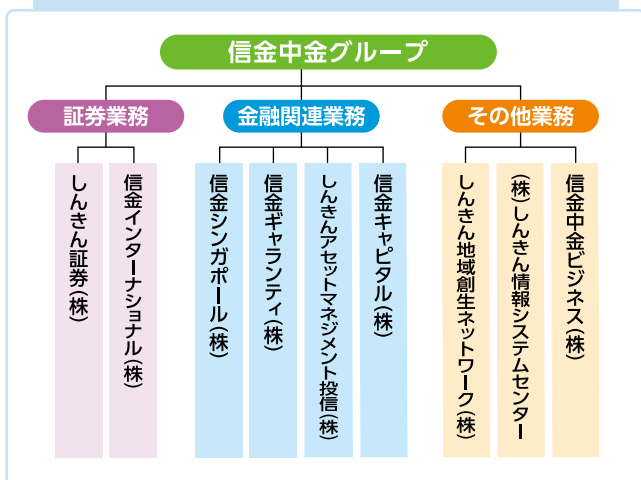 信金中金グループ
証券業務
金融関連業務
その他業務
しんきん証券(株)
信金インターナショナル(株)
信金シンガポール(株)
信金ギャランティ(株)
しんきんアセットマネジメント投信(株)
信金キャピタル(株)
しんきん地域創生ネットワーク(株)
(株)しんきん情報システムセンター
信金中金ビジネス(株)